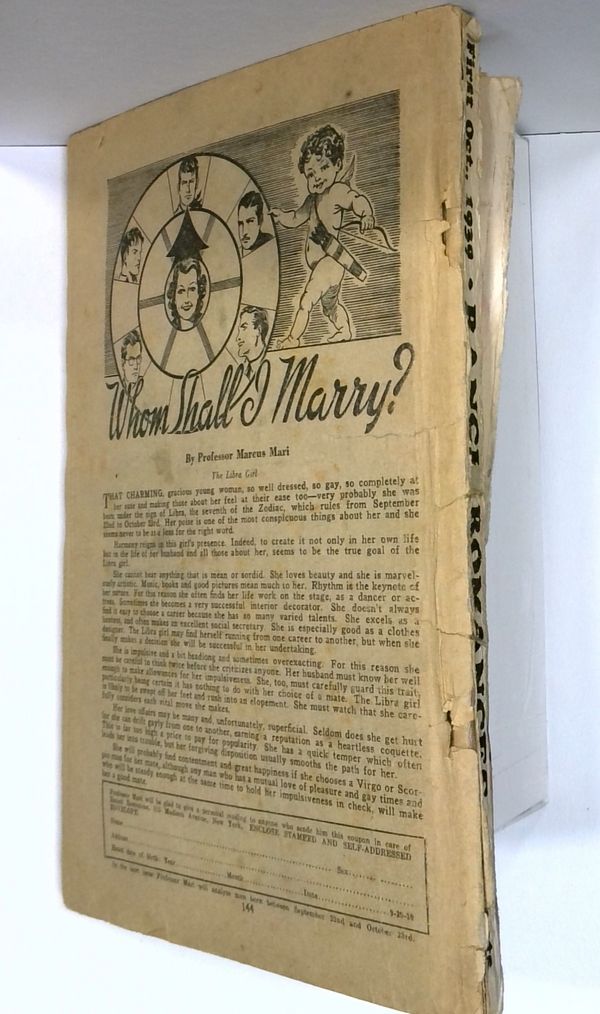 First Oct., 1939 • RANCH ROMANCES
Whom Shall I Marry?
By Professor Marcus Mari
The Libra Girl
THAT CHARMING, gracious young woman, so well dressed, so gay, so completely at
her ease and making those about her feel at their ease too—very probably she was
born under the sign of Libra, the seventh of the Zodiac, which rules from September
22nd to October 23rd. Her poise is one of the most conspicuous things about her and she
seems never to be at a loss for the right word.
Harmony reigns in this girl's presence. Indeed, to create it not only in her own life
but in the life of her husband and all those about her, seems to be the true goal of the
Libra girl.
She cannot bear anything that is mean or sordid. She loves beauty and she is marvel-
ously artistic. Music, books and good pictures mean much to her. Rhythm is the keynote of
her nature. For this reason she often finds her life work on the stage, as a dancer or ac-
tress. Sometimes she becomes a very successful interior decorator. She doesn't always
find it easy to choose a career because she has so many varied talents. She excels as a
hostess, and often makes an excellent social secretary. She is especially good as a clothes
designer. The Libra girl may find herself running from one career to another, but when she
finally makes a decision she will be successful in her undertaking.
She is impulsive and a bit headlong and sometimes overexacting. For this reason she
must be careful to think twice before she criticizes anyone. Her husband must know her well
enough to make allowances for her impulsiveness. She, too, must carefully guard this trait,
particularly being certain it has nothing to do with her choice of a mate. The Libra girl
is likely to be swept off her feet and rush into an elopement. She must watch that she care-
fully considers each vital move she makes.
Her love affairs may be many and, unfortunately, superficial. Seldom does she get hurt
for she can drift gayly from one to another, earning a reputation as a heartless coquette.
This is far too high a price to pay for popularity. She has a quick temper which often
leads her into trouble, but her forgiving disposition usually smooths the path for her.
She will probably find contentment and great happiness if she chooses a Virgo or Scor-
pio man for her mate, although any man who has a mutual love of pleasure and gay times and
who will be steady enough at the same time to hold her impulsiveness in check, will make
her a good mate.
Professor Mari will be glad to give a personal reading to anyone who sends him this coupon in care of
Ranch Romances, 515 Madison Avenue, New York. ENCLOSE STAMPED AND SELF-ADDRESSED
ENVELOPE.
Name Sex
Address
Exact date of birth: Year Month Date
9-29-39
In the next issue Professor Mari will analyze men born between September 22nd and October 23rd.
144